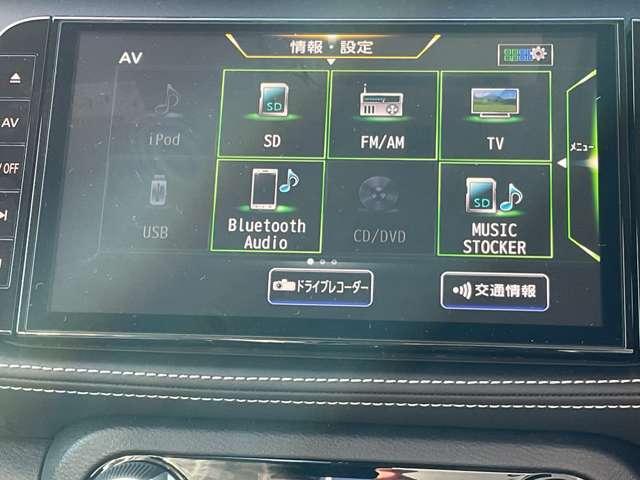 情報・設定
AV
iPod
SD
FM/AM
TV
メニュー
AV
OFF
USB
SD
Bluetooth
Audio
CD/DVD
SD
MUSIC
STOCKER
ドライブレコーダー
交通情報